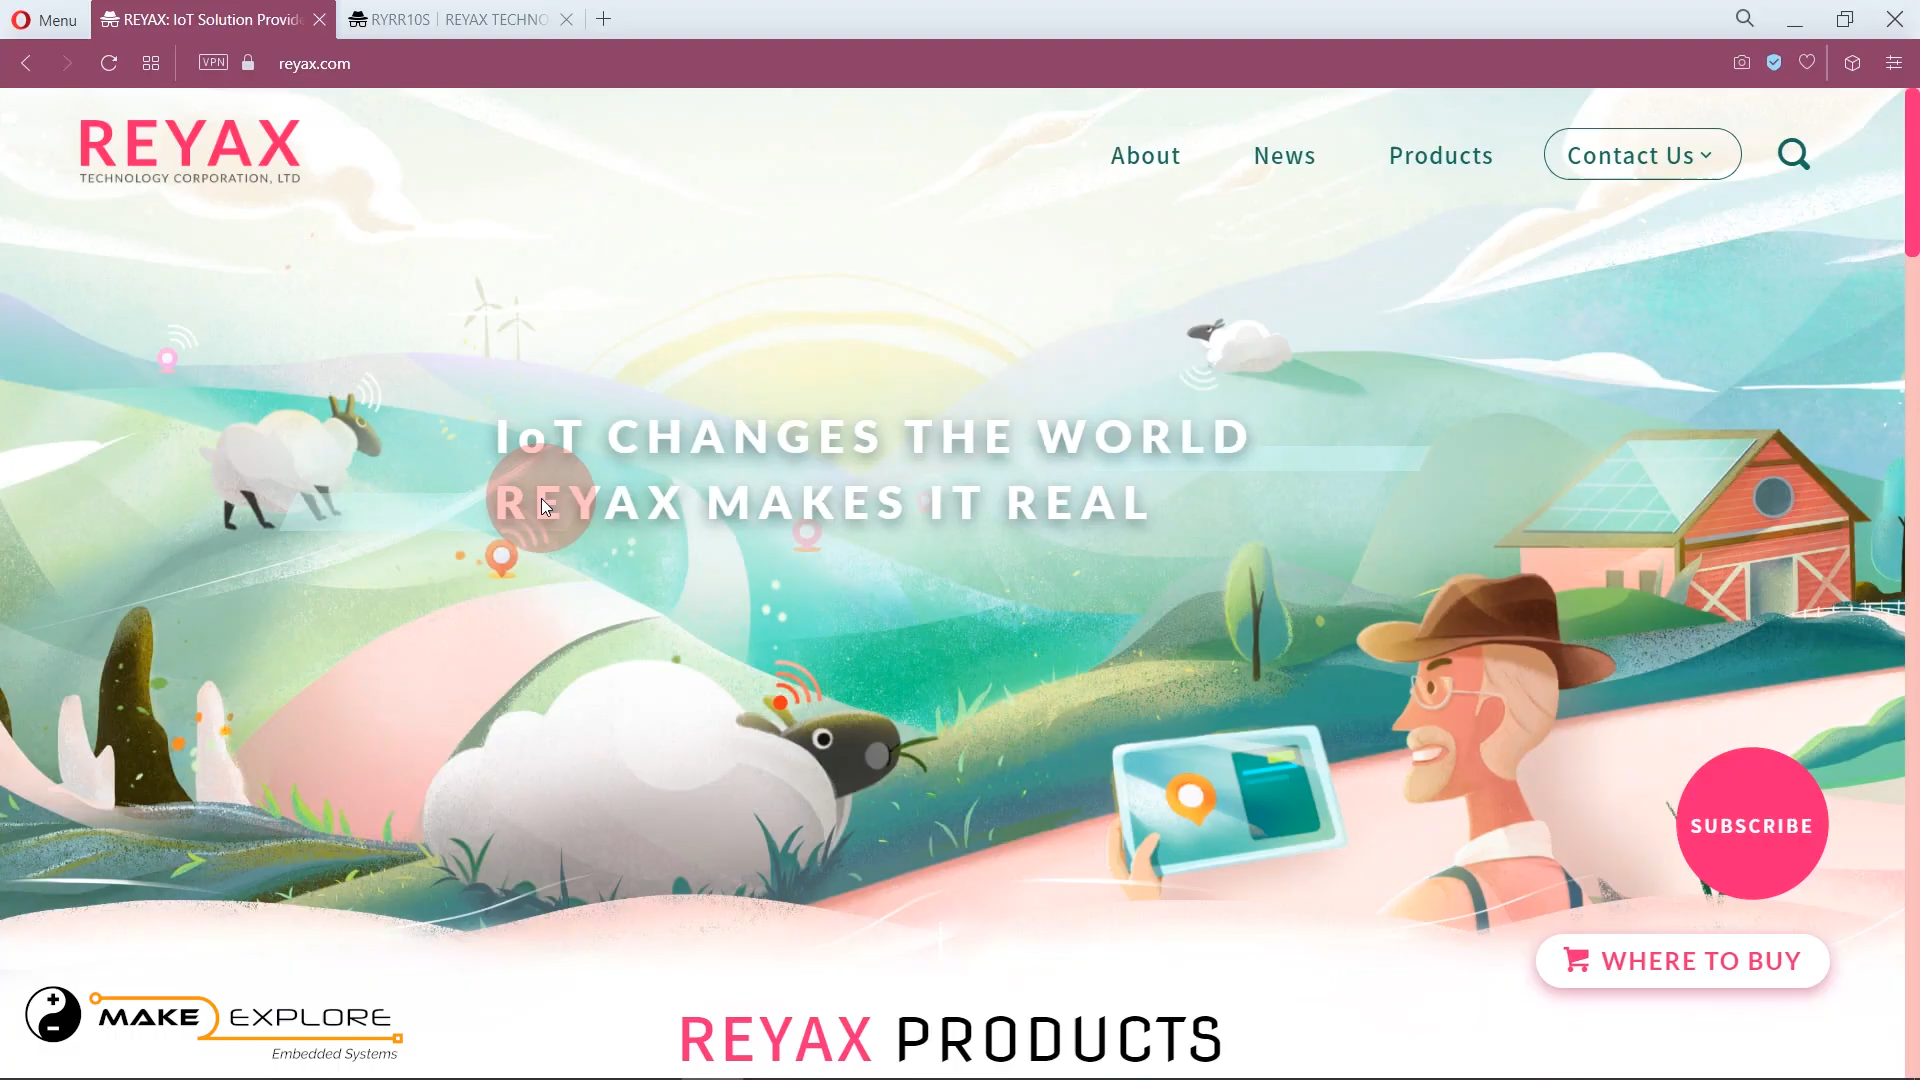 Menu
REYAX: IoT Solution Provide
RYRR10S | REYAX TECHNO
VPN
reyax.com
REYAX
TECHNOLOGY CORPORATION, LTD
About
News
Products
Contact Us
IoT CHANGES THE WORLD
REYAX MAKES IT REAL
SUBSCRIBE
WHERE TO BUY
MAKE EXPLORE
Embedded Systems
REYAX PRODUCTS